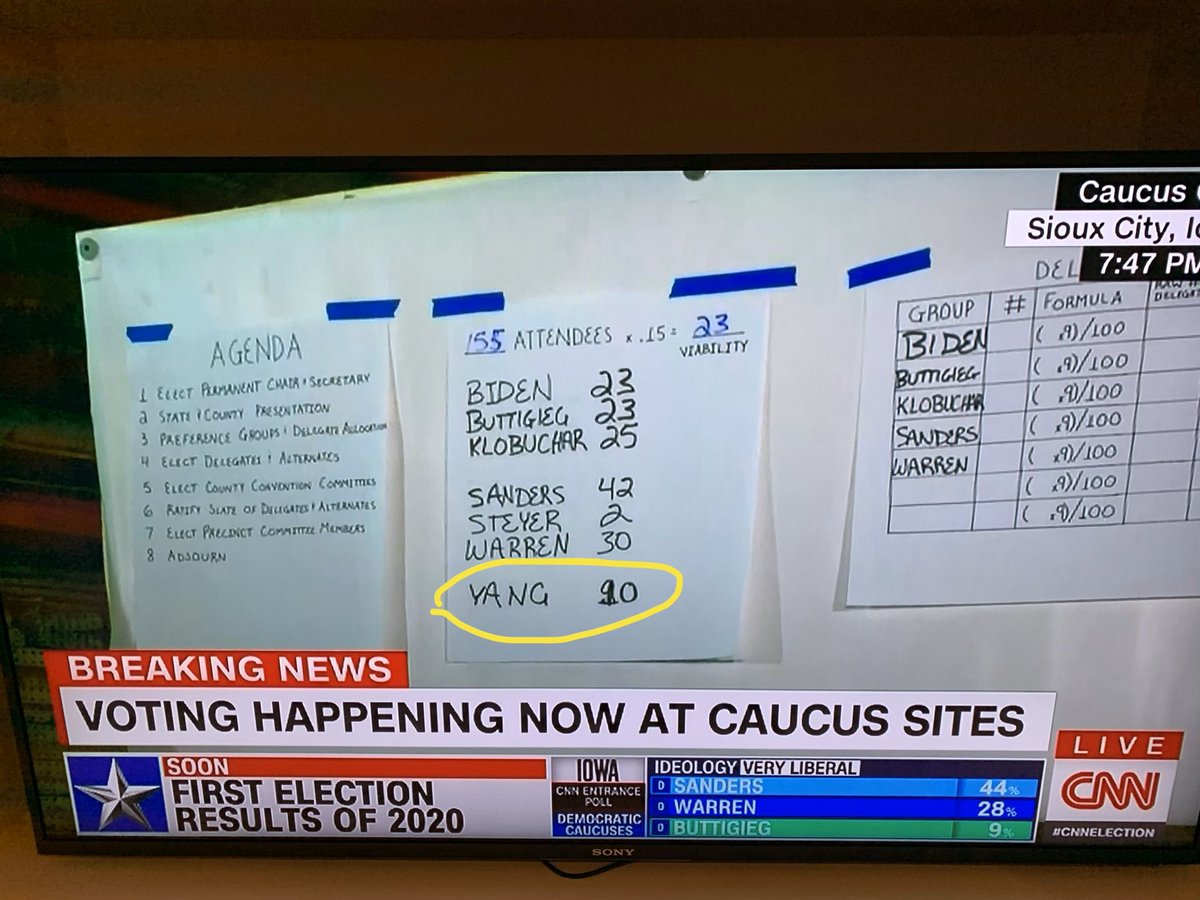 Caucus
Sioux City,
7:47 PM
AGENDA
1 ELECT PERMANENT CHAIR & SECRETARY
2 STATE & COUNTY PRESENTATION
3 PREFERENCE GROUPS & DELEGATE ALLOCATION
4 ELECT DELEGATES & ALTERNATES
5 ELECT COUNTY CONVENTION COMMITTEES
6 RATIFY SLATE OF DELEGATES & ALTERNATES
7 ELECT PRECINCT COMMITTEE MEMBERS
8 ADJOURN
155 ATTENDEES x .15 = 23
VIABILITY
BIDEN 23
BUTTIGIEG 23
KLOBUCHAR 25
SANDERS 42
STEYER 2
WARREN 30
YANG 10
DEL
GROUP # FORMULA
BIDEN ( .9)/100
BUTTIGIEG ( .9)/100
KLOBUCHAR ( .9)/100
SANDERS ( .9)/100
WARREN ( .9)/100
( .9)/100
( .9)/100
BREAKING NEWS
VOTING HAPPENING NOW AT CAUCUS SITES
SOON
FIRST ELECTION
RESULTS OF 2020
IOWA
CNN ENTRANCE
POLL
DEMOCRATIC
CAUCUSES
IDEOLOGY VERY LIBERAL
D SANDERS 44%
D WARREN 28%
D BUTTIGIEG 9%
LIVE
CNN
#CNNELECTION
SONY